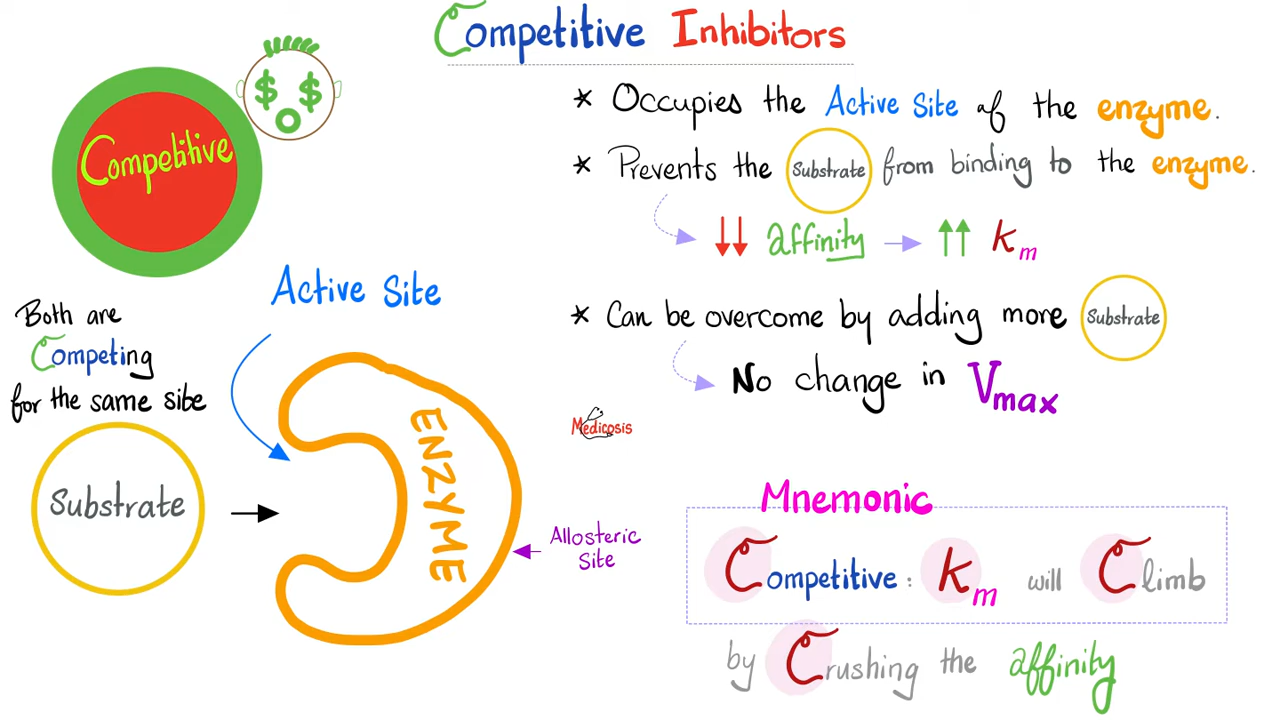 Competitive Inhibitors
$ $
Competitive
* Occupies the Active Site of the enzyme.
* Prevents the Substrate from binding to the enzyme.
↓↓ affinity → ↑↑ km
* Can be overcome by adding more Substrate
No change in Vmax
Active Site
Both are
Competing
for the same site
Substrate
ENZYME
Allosteric
Site
Medicosis
Mnemonic
Competitive: km will Climb
by Crushing the affinity